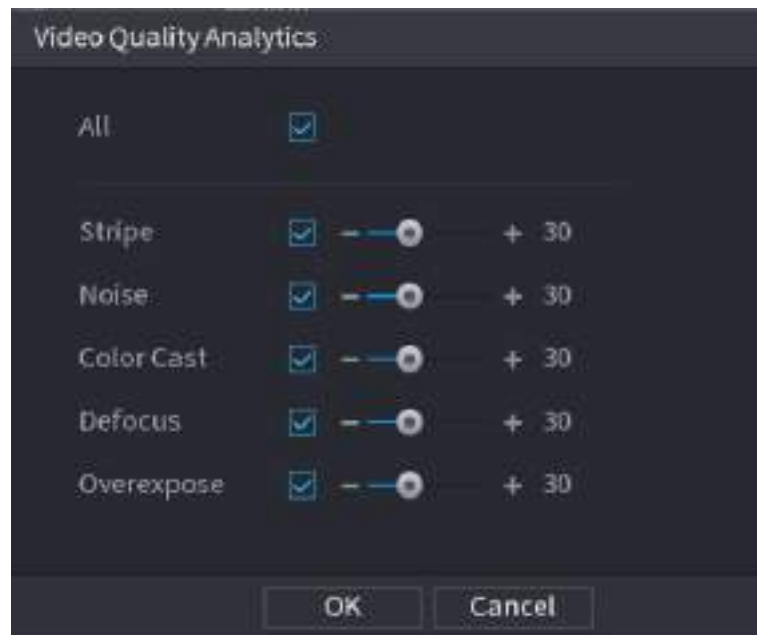 Video Quality Analytics
All
Stripe - + 30
Noise - + 30
Color Cast - + 30
Defocus - + 30
Overexpose - + 30
OK Cancel